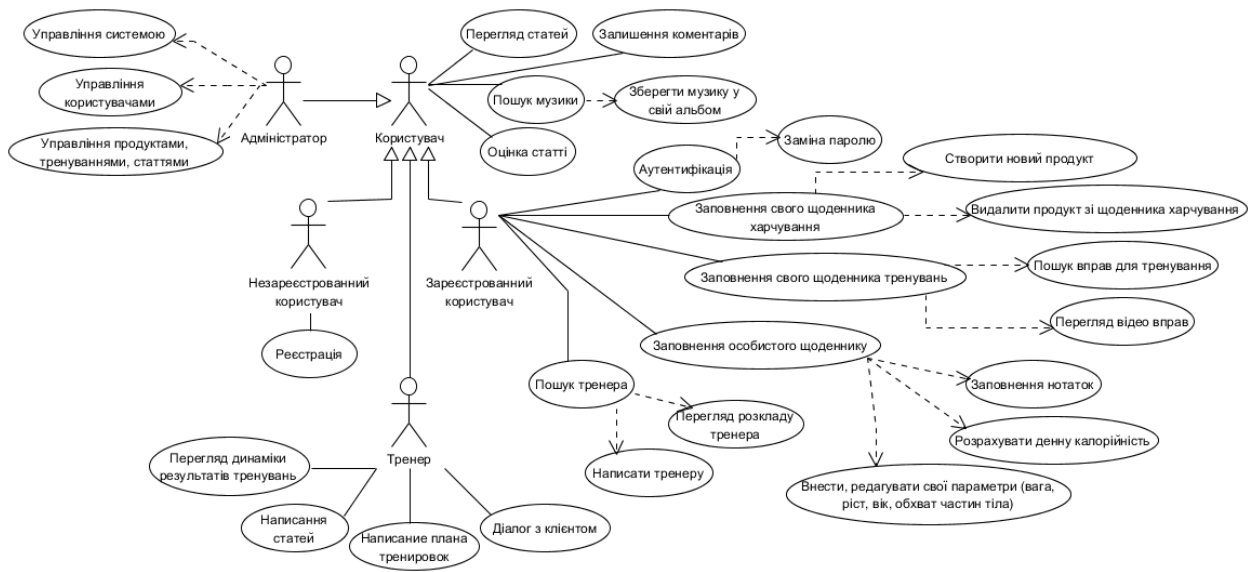 Управління системою
Управління
користувачами
Управління продуктами,
тренуваннями, статтями
Адміністратор
Користувач
Перегляд статей
Залишення коментарів
Пошук музики
Зберегти музику у
свій альбом
Оцінка статті
Аутентифікація
Заміна паролю
Створити новий продукт
Заповнення свого щоденника
харчування
Видалити продукт зі щоденника харчування
Заповнення свого щоденника тренувань
Пошук вправ для тренування
Перегляд відео вправ
Незареєстрованний
користувач
Зареєстрованний
користувач
Реєстрація
Заповнення особистого щоденнику
Заповнення нотаток
Розрахувати денну калорійність
Внести, редагувати свої параметри (вага,
ріст, вік, обхват частин тіла)
Пошук тренера
Перегляд розкладу
тренера
Написати тренеру
Тренер
Перегляд динаміки
результатів тренувань
Написання
статей
Написание плана
тренировок
Діалог з клієнтом